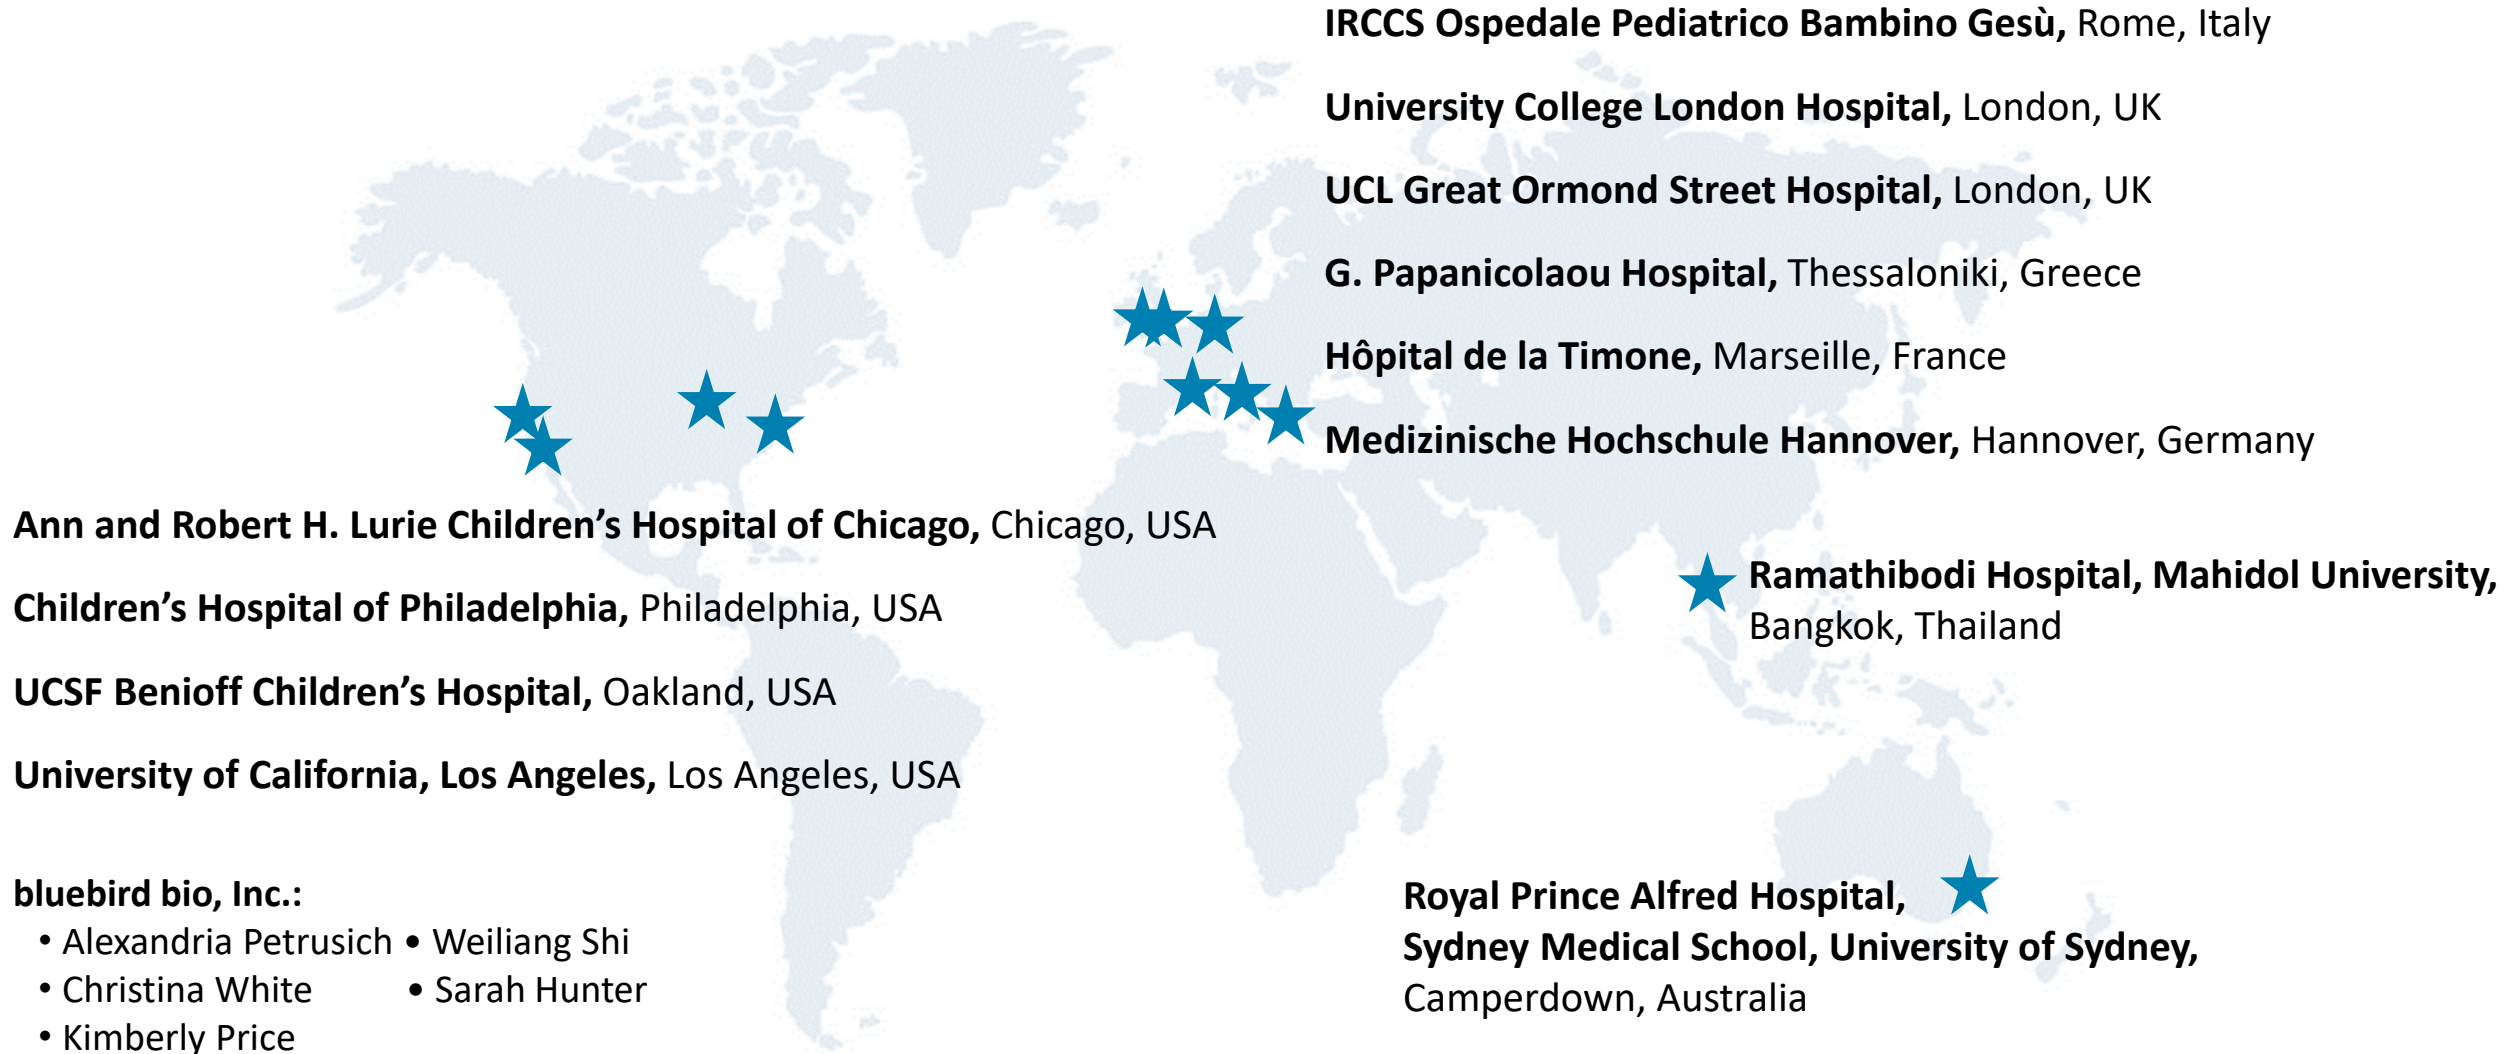 IRCCS Ospedale Pediatrico Bambino Gesù, Rome, Italy
University College London Hospital, London, UK
UCL Great Ormond Street Hospital, London, UK
G. Papanicolaou Hospital, Thessaloniki, Greece
Hôpital de la Timone, Marseille, France
Medizinische Hochschule Hannover, Hannover, Germany
Ann and Robert H. Lurie Children’s Hospital of Chicago, Chicago, USA
Children’s Hospital of Philadelphia, Philadelphia, USA
UCSF Benioff Children’s Hospital, Oakland, USA
University of California, Los Angeles, Los Angeles, USA
Ramathibodi Hospital, Mahidol University,
Bangkok, Thailand
bluebird bio, Inc.:
• Alexandria Petrusich • Weiliang Shi
• Christina White • Sarah Hunter
• Kimberly Price
Royal Prince Alfred Hospital,
Sydney Medical School, University of Sydney,
Camperdown, Australia